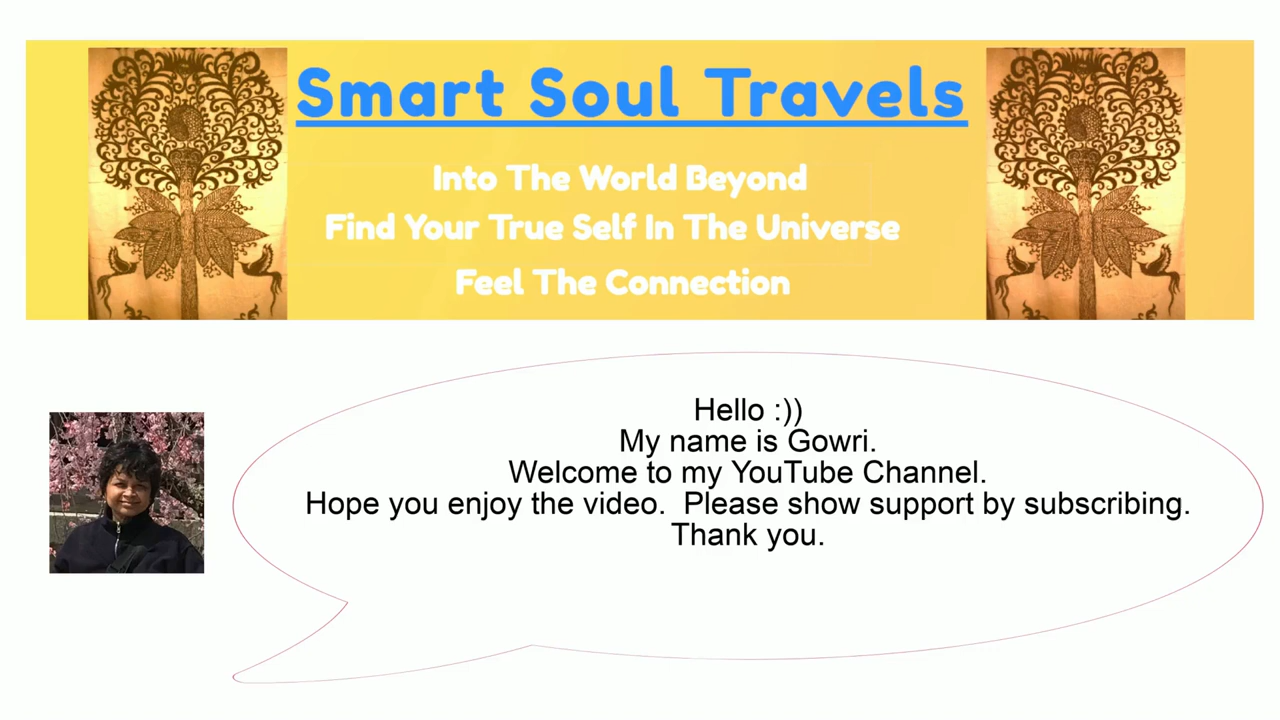 Smart Soul Travels
Into The World Beyond
Find Your True Self In The Universe
Feel The Connection
Hello :))
My name is Gowri.
Welcome to my YouTube Channel.
Hope you enjoy the video.  Please show support by subscribing.
Thank you.